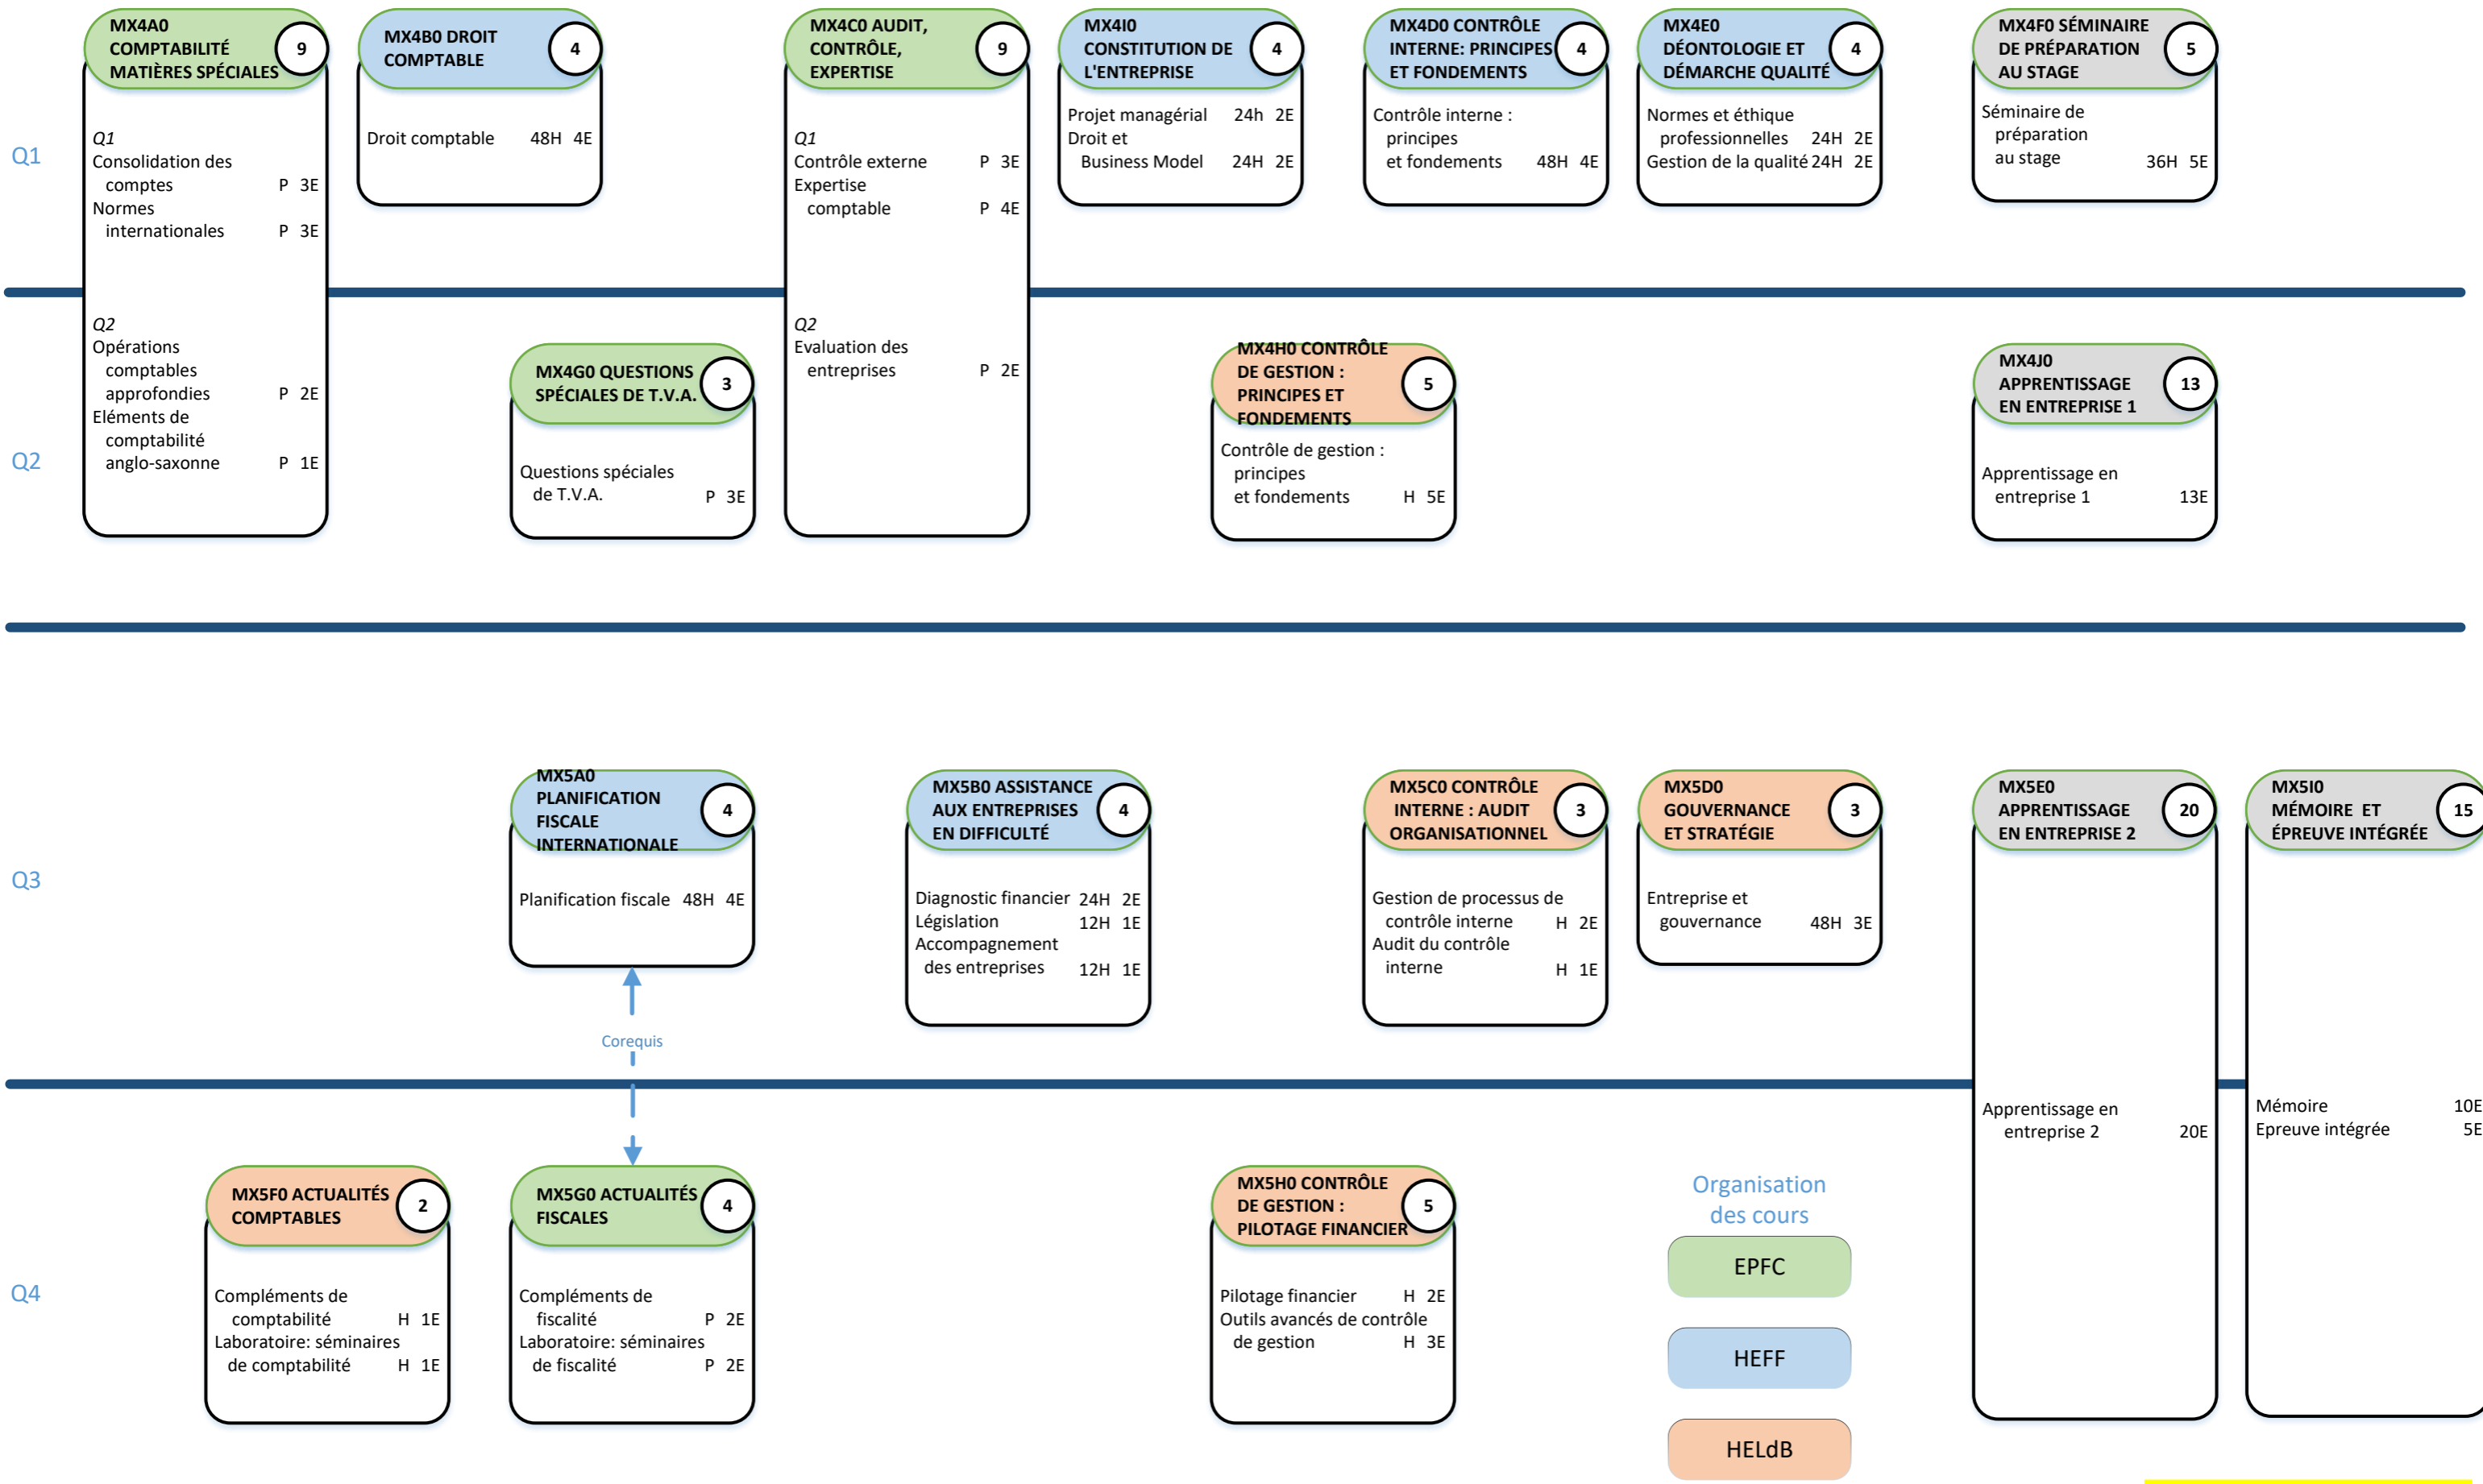 MX4A0
COMPTABILITÉ
MATIÈRES SPÉCIALES
9
MX4B0 DROIT
COMPTABLE
4
MX4C0 AUDIT,
CONTRÔLE,
EXPERTISE
9
MX4I0
CONSTITUTION DE
L'ENTREPRISE
4
MX4D0 CONTRÔLE
INTERNE: PRINCIPES
ET FONDEMENTS
4
MX4E0
DÉONTOLOGIE ET
DÉMARCHE QUALITÉ
4
MX4F0 SÉMINAIRE
DE PRÉPARATION
AU STAGE
5
Q1
Q1
Consolidation des
comptes P 3E
Normes
internationales P 3E
Droit comptable 48H 4E
Q1
Contrôle externe P 3E
Expertise
comptable P 4E
Projet managérial 24h 2E
Droit et
Business Model 24H 2E
Contrôle interne :
principes
et fondements 48H 4E
Normes et éthique
professionnelles 24H 2E
Gestion de la qualité 24H 2E
Séminaire de
préparation
au stage 36H 5E
Q2
Q2
Opérations
comptables
approfondies P 2E
Eléments de
comptabilité
anglo-saxonne P 1E
MX4G0 QUESTIONS
SPÉCIALES DE T.V.A.
3
Questions spéciales
de T.V.A. P 3E
Q2
Evaluation des
entreprises P 2E
MX4H0 CONTRÔLE
DE GESTION :
PRINCIPES ET
FONDEMENTS
5
Contrôle de gestion :
principes
et fondements H 5E
MX4J0
APPRENTISSAGE
EN ENTREPRISE 1
13
Apprentissage en
entreprise 1 13E
Q3
MX5A0
PLANIFICATION
FISCALE
INTERNATIONALE
4
Planification fiscale 48H 4E
MX5B0 ASSISTANCE
AUX ENTREPRISES
EN DIFFICULTÉ
4
Diagnostic financier 24H 2E
Législation 12H 1E
Accompagnement
des entreprises 12H 1E
MX5C0 CONTRÔLE
INTERNE : AUDIT
ORGANISATIONNEL
3
Gestion de processus de
contrôle interne H 2E
Audit du contrôle
interne H 1E
MX5D0
GOUVERNANCE
ET STRATÉGIE
3
Entreprise et
gouvernance 48H 3E
MX5E0
APPRENTISSAGE
EN ENTREPRISE 2
20
Apprentissage en
entreprise 2 20E
MX5I0
MÉMOIRE ET
ÉPREUVE INTÉGRÉE
15
Mémoire 10E
Epreuve intégrée 5E
Corequis
Q4
MX5F0 ACTUALITÉS
COMPTABLES
2
Compléments de
comptabilité H 1E
Laboratoire: séminaires
de comptabilité H 1E
MX5G0 ACTUALITÉS
FISCALES
4
Compléments de
fiscalité P 2E
Laboratoire: séminaires
de fiscalité P 2E
MX5H0 CONTRÔLE
DE GESTION :
PILOTAGE FINANCIER
5
Pilotage financier H 2E
Outils avancés de contrôle
de gestion H 3E
Organisation
des cours
EPFC
HEFF
HELdB